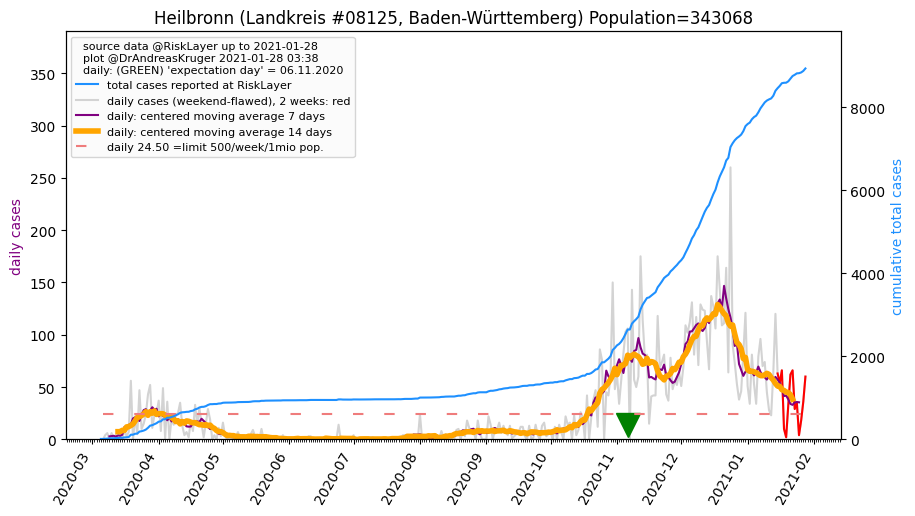 Heilbronn (Landkreis #08125, Baden-Württemberg) Population=343068
source data @RiskLayer up to 2021-01-28
plot @DrAndreasKruger 2021-01-28 03:38
daily: (GREEN) 'expectation day' = 06.11.2020
total cases reported at RiskLayer
daily cases (weekend-flawed), 2 weeks: red
daily: centered moving average 7 days
daily: centered moving average 14 days
daily 24.50 =limit 500/week/1mio pop.
daily cases
350
300
250
200
150
100
50
0
cumulative total cases
8000
6000
4000
2000
0
2020-03
2020-04
2020-05
2020-06
2020-07
2020-08
2020-09
2020-10
2020-11
2020-12
2021-01
2021-02